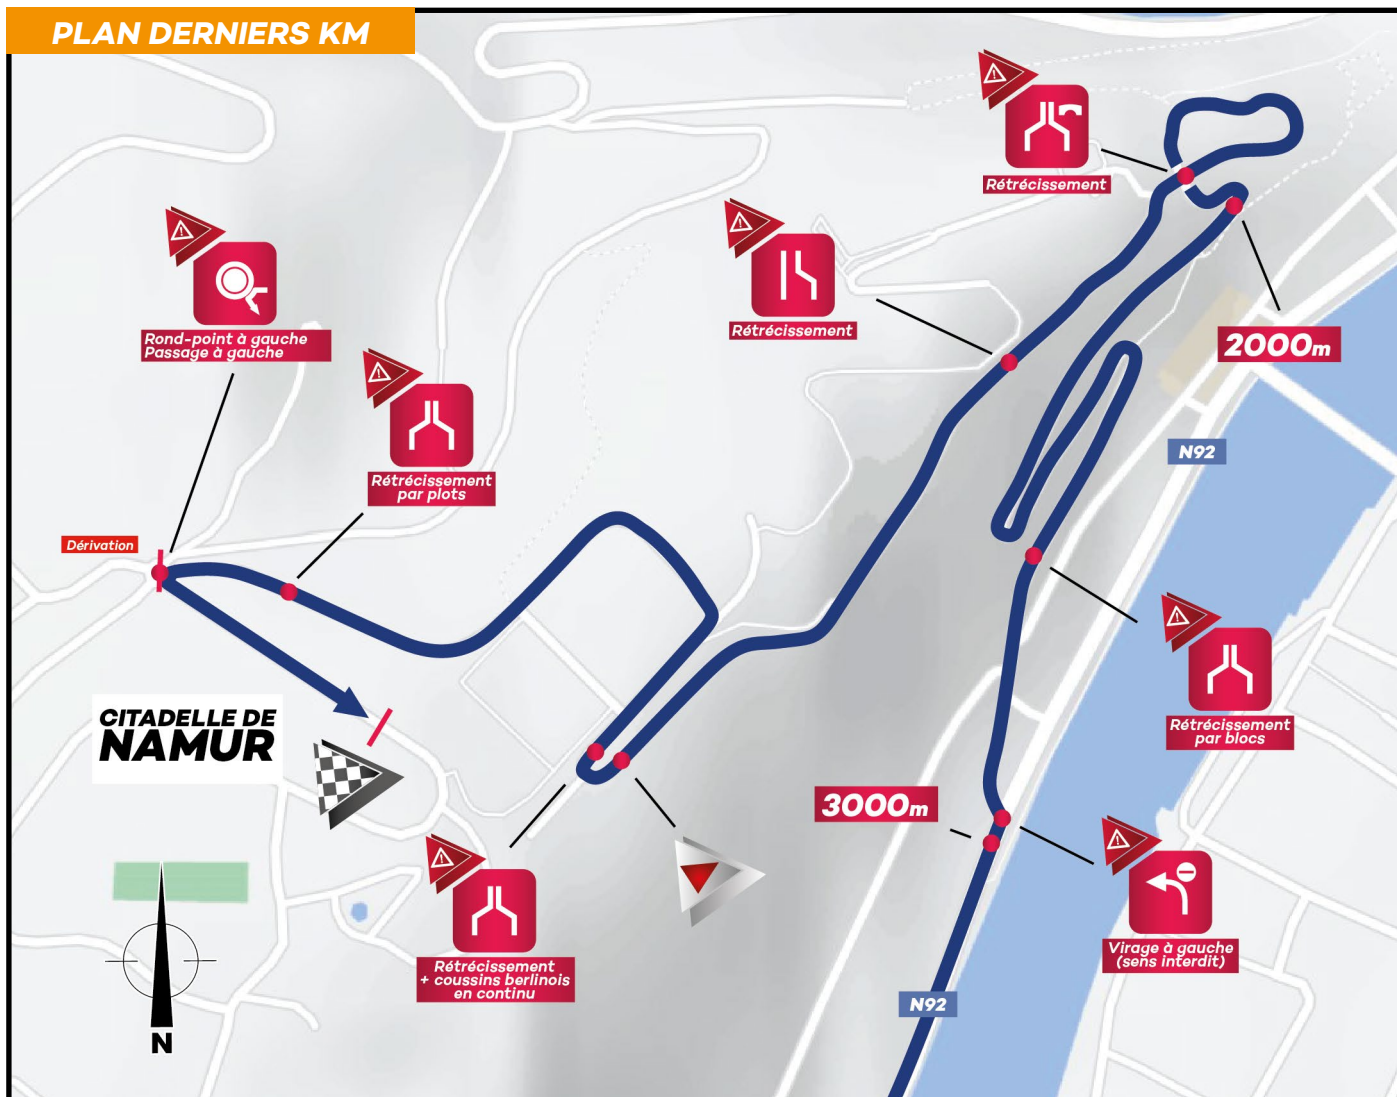 PLAN DERNIERS KM
Rétrécissement
Rétrécissement
Rond-point à gauche
Passage à gauche
2000m
Rétrécissement
par plots
N92
Dérivation
CITADELLE DE
NAMUR
Rétrécissement
par blocs
3000m
Virage à gauche
(sens interdit)
Rétrécissement
+ coussins berlinois
en continu
N92
N